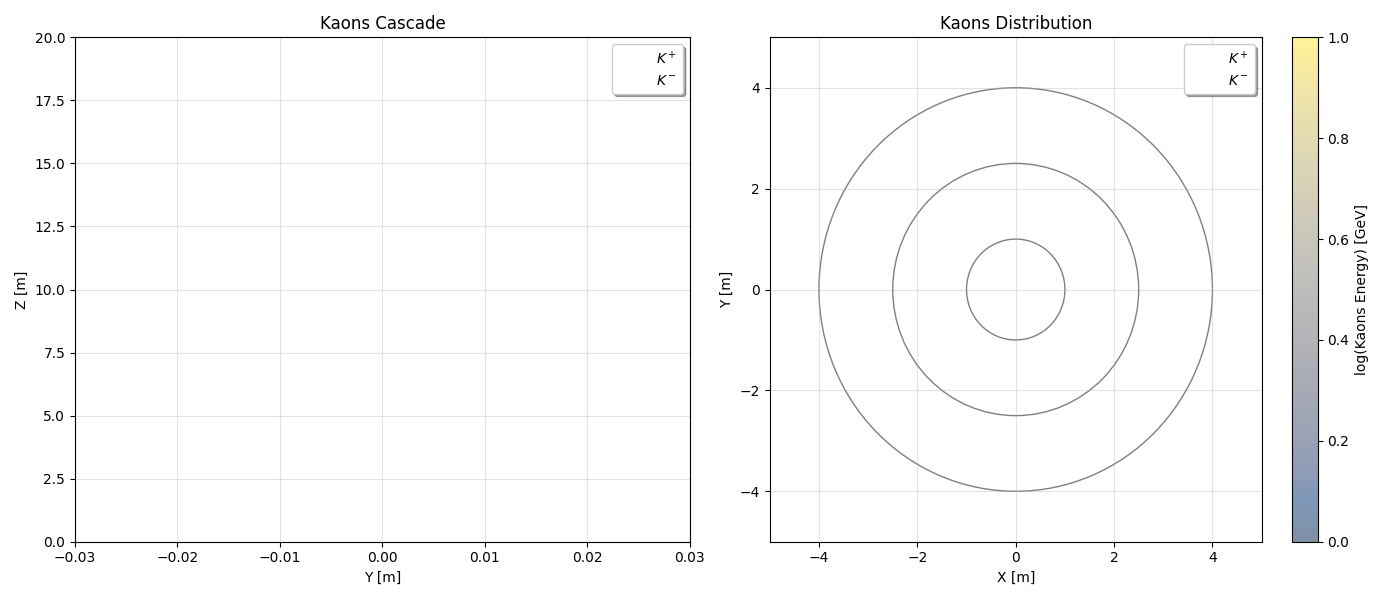 Kaons Cascade
20.0
17.5
15.0
12.5
10.0
7.5
5.0
2.5
0.0
Z [m]
−0.03 −0.02 −0.01 0.00 0.01 0.02 0.03
Y [m]
K⁺
K⁻
Kaons Distribution
4
2
0
−2
−4
Y [m]
−4 −2 0 2 4
X [m]
K⁺
K⁻
1.0
0.8
0.6
0.4
0.2
0.0
log(Kaons Energy) [GeV]